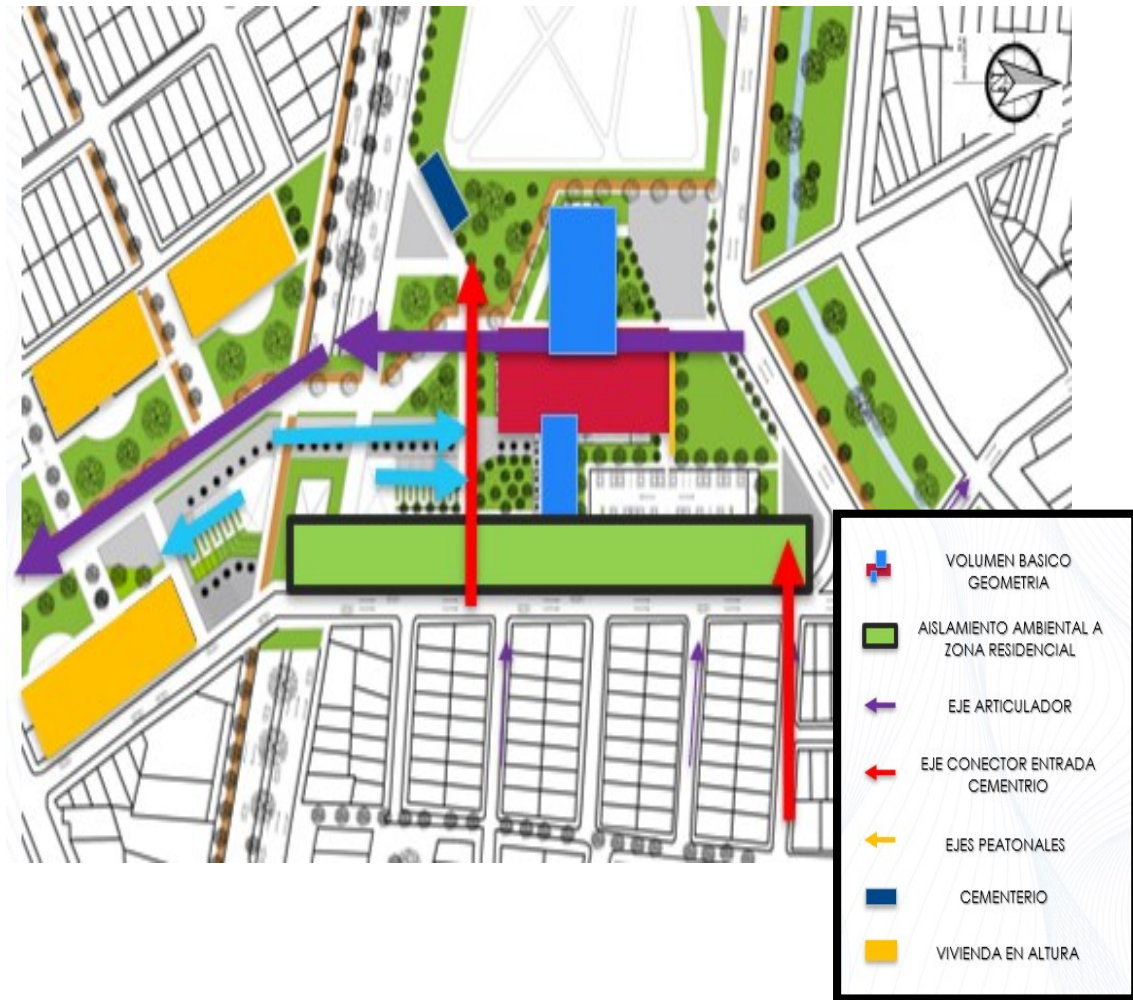 VOLUMEN BASICO
GEOMETRIA
AISLAMIENTO AMBIENTAL A
ZONA RESIDENCIAL
EJE ARTICULADOR
EJE CONECTOR ENTRADA
CEMENTRIO
EJES PEATONALES
CEMENTERIO
VIVIENDA EN ALTURA